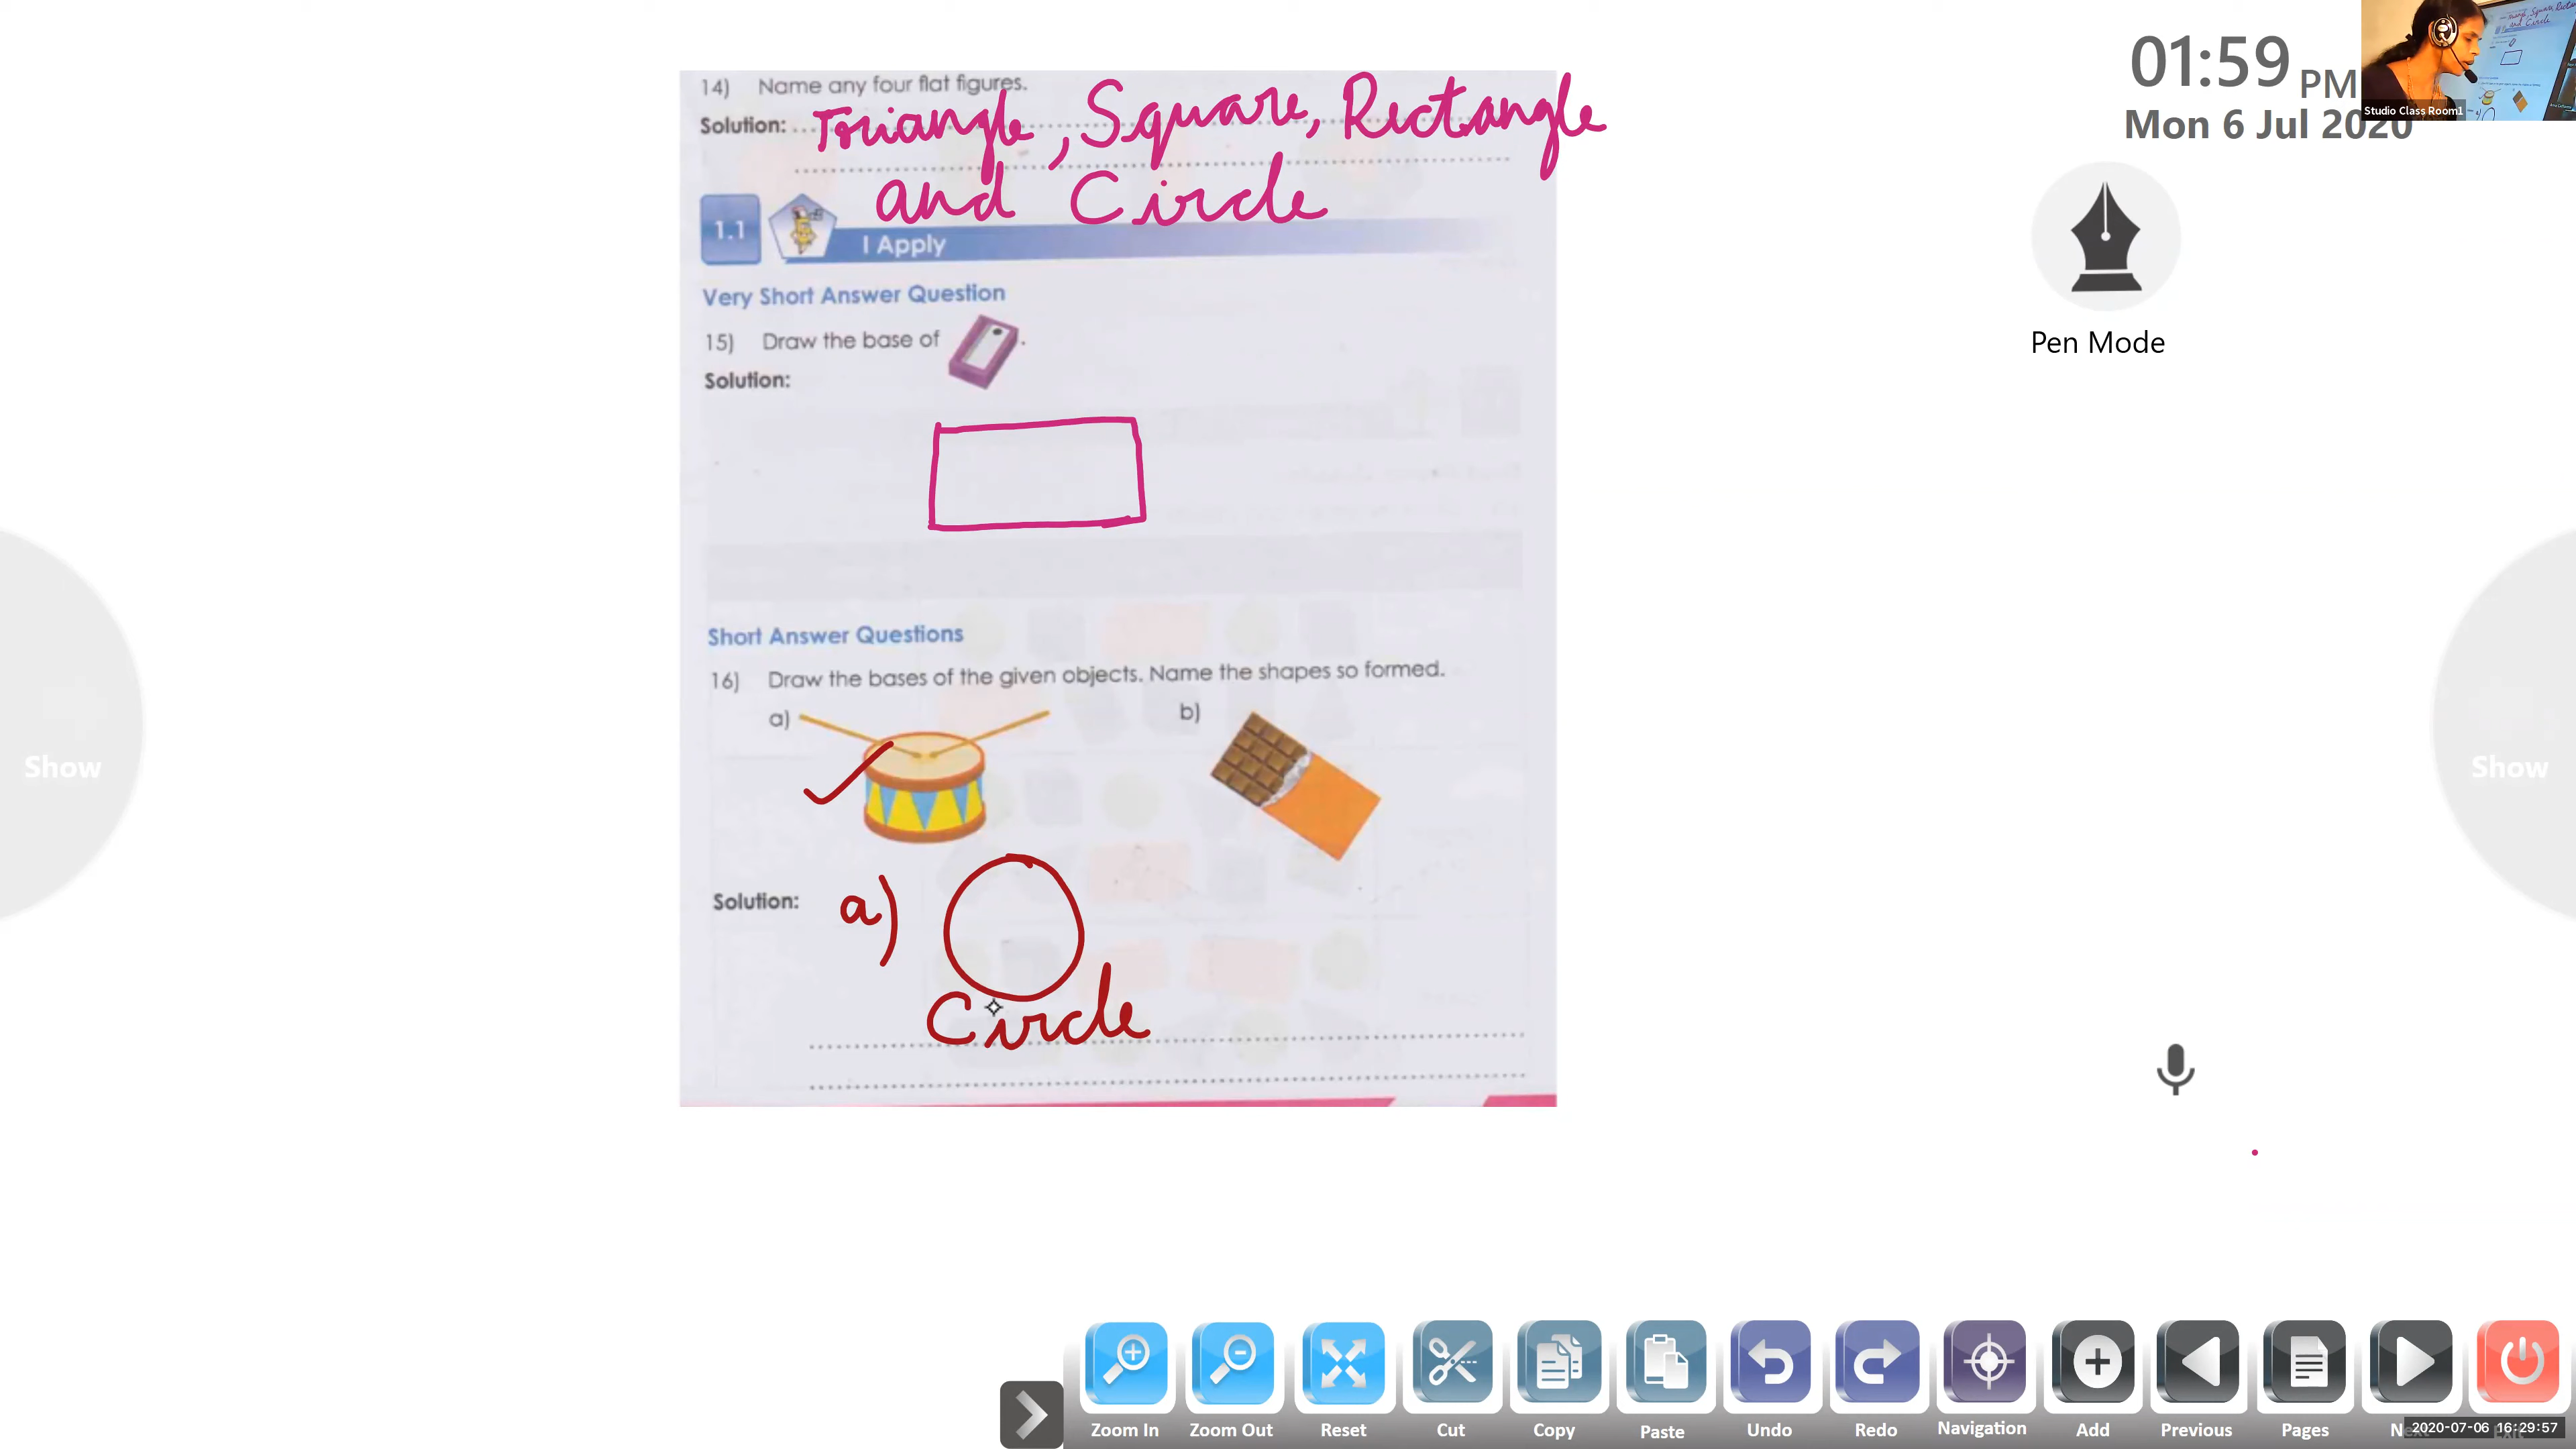 14) Name any four flat figures.
Solution: Triangle, Square, Rectangle
and Circle
1.1 I Apply
Very Short Answer Question
15) Draw the base of .
Solution:
Short Answer Questions
16) Draw the bases of the given objects. Name the shapes so formed.
a) b)
Solution: a)
Circle
01:59 PM
Mon 6 Jul 2020
Studio Class Room1
Pen Mode
Show
Show
Zoom In Zoom Out Reset Cut Copy Paste Undo Redo Navigation Add Previous Pages
2020-07-06 16:29:57